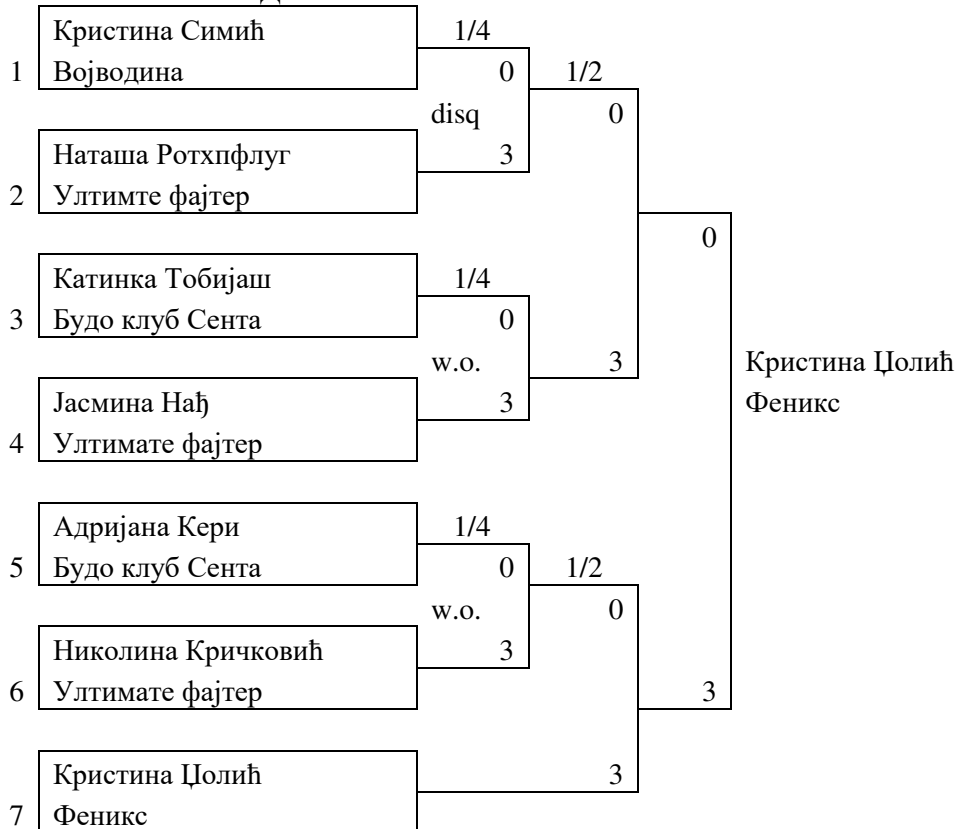 Кристина Симић
1/4
1
Војводина
0
1/2
disq
0
Наташа Ротхпфлуг
3
2
Ултимте фајтер
0
Катинка Тобијаш
1/4
3
Будо клуб Сента
0
w.o.
3
Кристина Џолић
Јасмина Нађ
3
Феникс
4
Ултимате фајтер
Адријана Кери
1/4
5
Будо клуб Сента
0
1/2
w.o.
0
Николина Кричковић
3
6
Ултимате фајтер
3
Кристина Џолић
3
7
Феникс